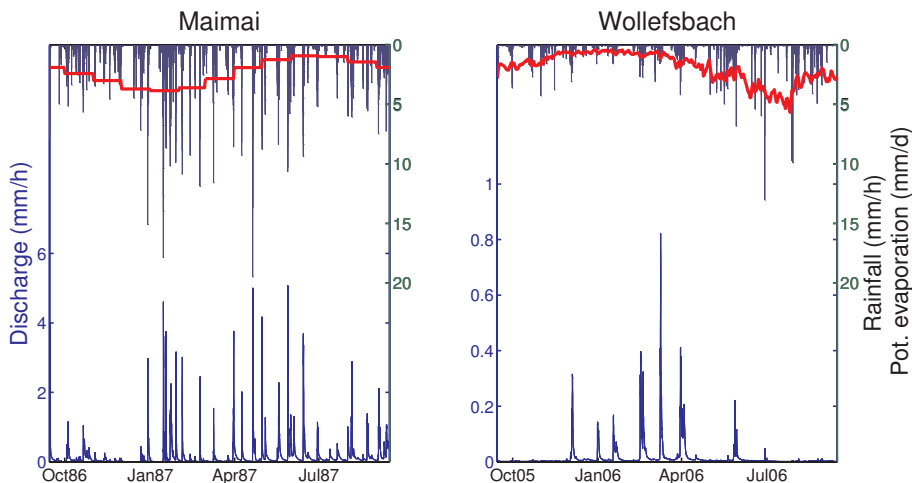 Maimai
Wollefsbach
Discharge (mm/h)
6
4
2
0
0
5
10
15
20
Oct86 Jan87 Apr87 Jul87
1
0.8
0.6
0.4
0.2
0
0
5
10
15
20
Oct05 Jan06 Apr06 Jul06
Rainfall (mm/h)
Pot. evaporation (mm/d)